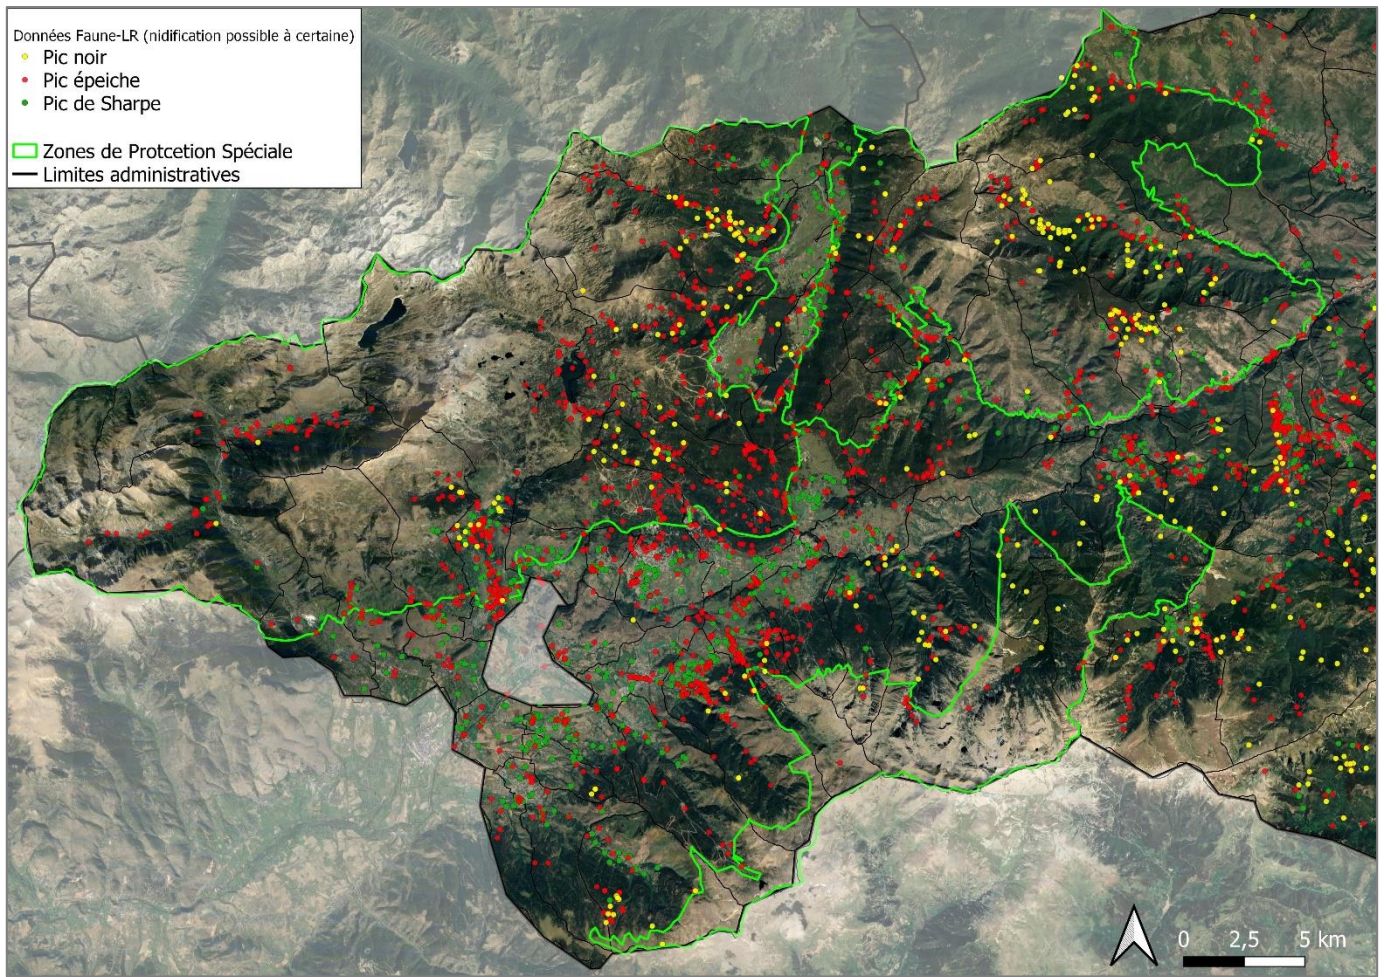 Données Faune-LR (nidification possible à certaine)
Pic noir
Pic épeiche
Pic de Sharpe
Zones de Protcetion Spéciale
Limites administratives
0 2,5 5 km